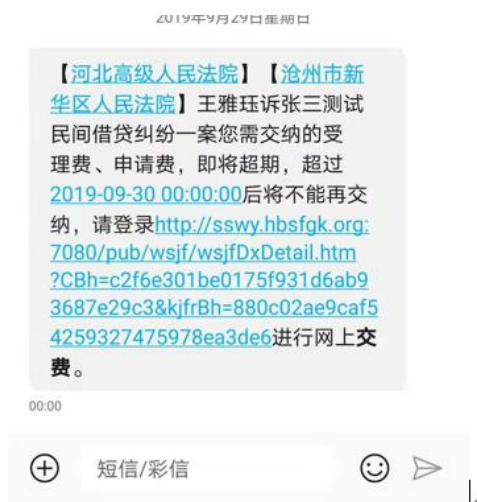 2019年9月29日星期日
【河北高级人民法院】【沧州市新
华区人民法院】王雅珏诉张三测试
民间借贷纠纷一案您需交纳的受
理费、申请费，即将超期，超过
2019-09-30 00:00:00后将不能再交
纳，请登录http://sswy.hbsfgk.org:
7080/pub/wsjf/wsjfDxDetail.htm
?CBh=c2f6e301be0175f931d6ab9
3687e29c3&kjfrBh=880c02ae9caf5
4259327475978ea3de6进行网上交
费。
00:00
短信/彩信